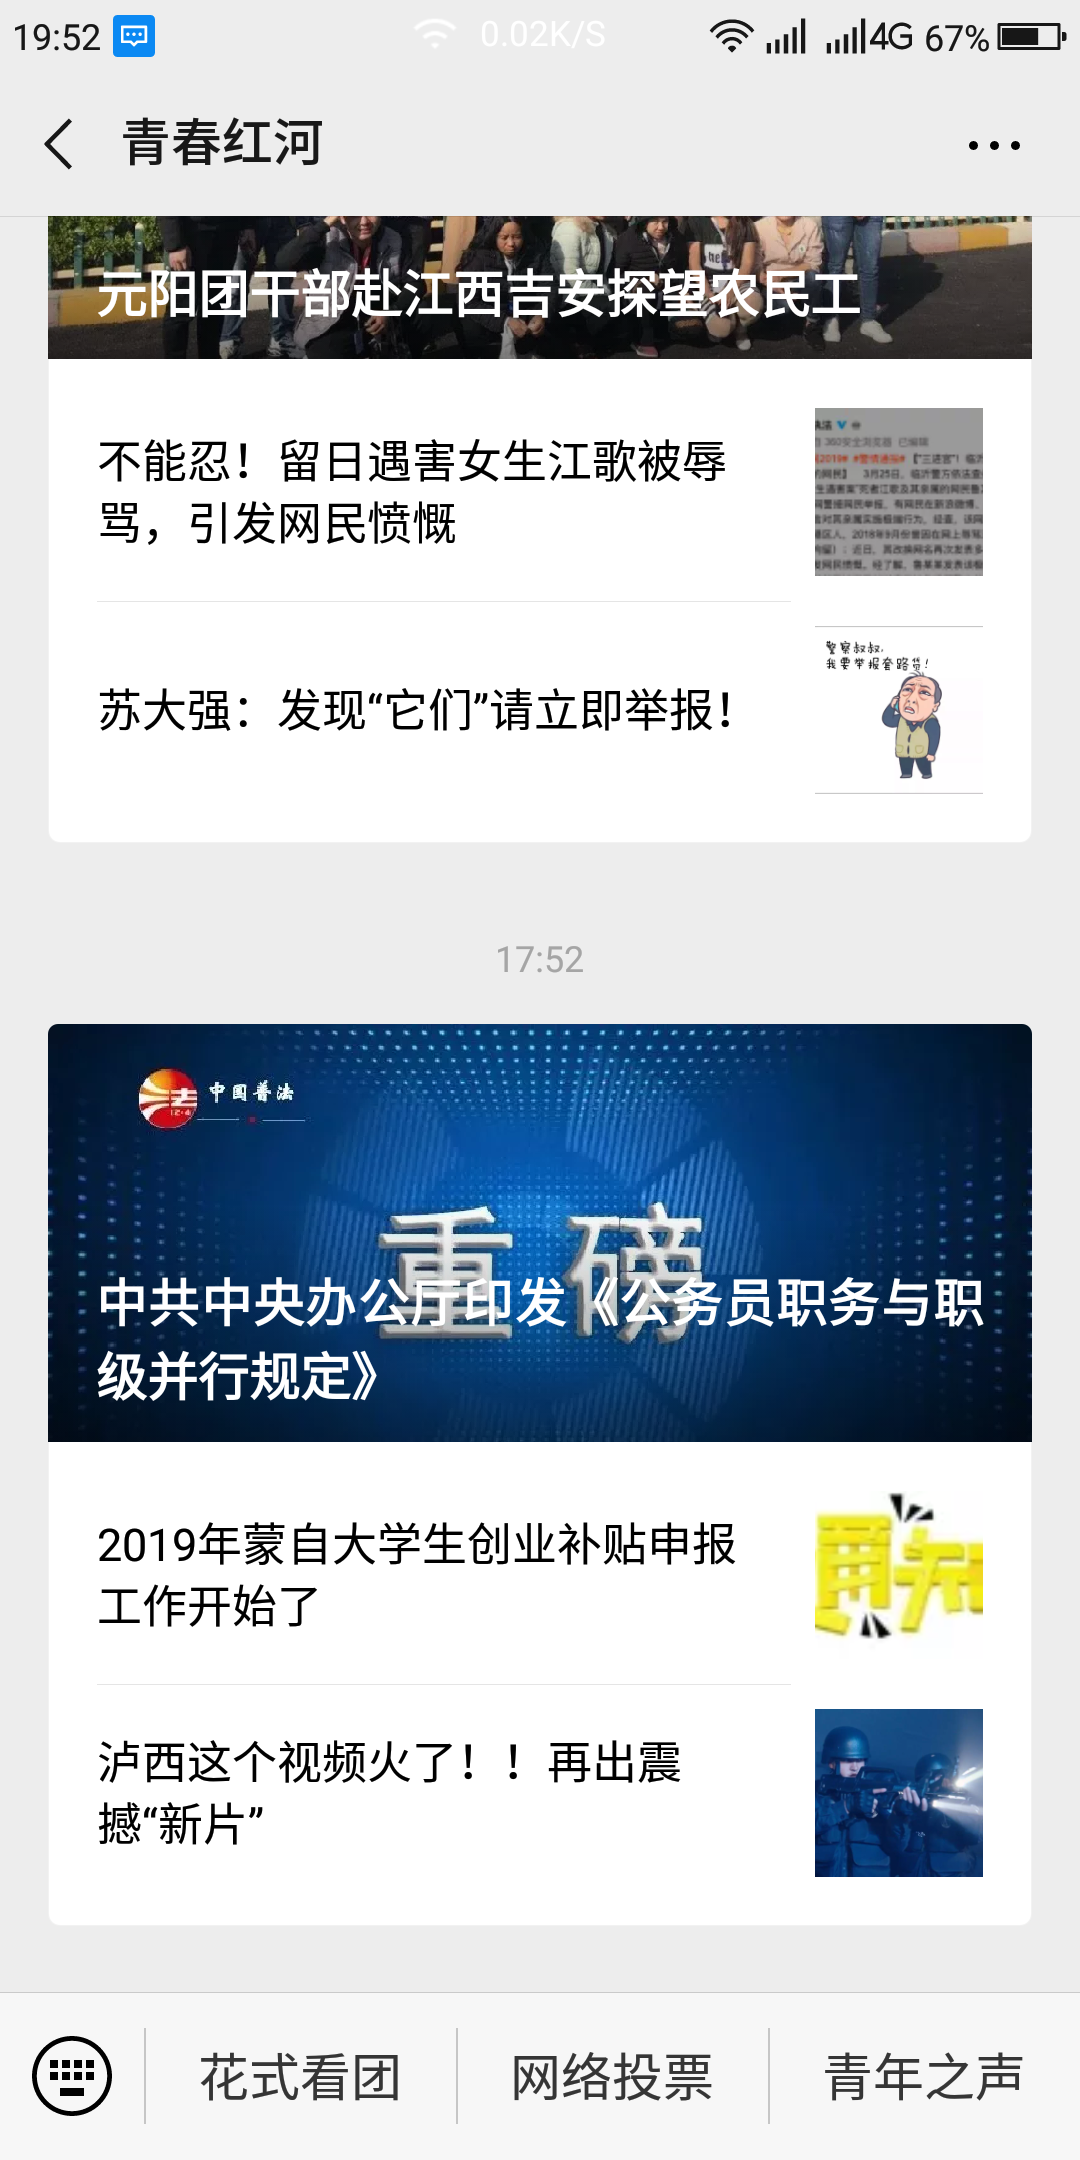 19:52
0.02K/S
4G 67%
青春红河
元阳团干部赴江西吉安探望农民工
不能忍！留日遇害女生江歌被辱
骂，引发网民愤慨
警察叔叔,
我要举报套路贷!
苏大强：发现“它们”请立即举报！
17:52
法
12·4
中国普法
重磅
中共中央办公厅印发《公务员职务与职
级并行规定》
2019年蒙自大学生创业补贴申报
工作开始了
泸西这个视频火了！！再出震
撼“新片”
花式看团
网络投票
青年之声